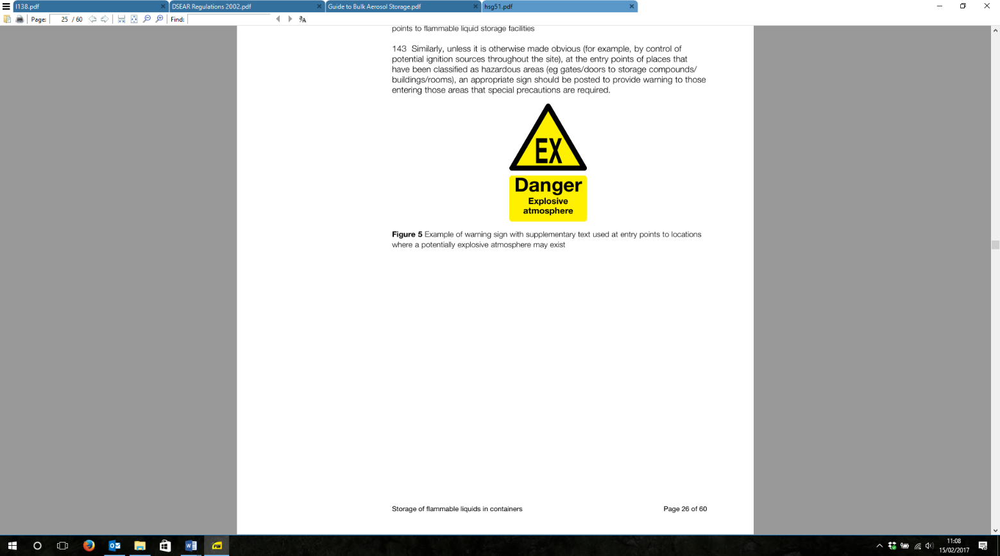 I138.pdf
DSEAR Regulations 2002.pdf
Guide to Bulk Aerosol Storage.pdf
hsg51.pdf
Page: 25 / 60 Find:
points to flammable liquid storage facilities
143 Similarly, unless it is otherwise made obvious (for example, by control of
potential ignition sources throughout the site), at the entry points of places that
have been classified as hazardous areas (eg gates/doors to storage compounds/
buildings/rooms), an appropriate sign should be posted to provide warning to those
entering those areas that special precautions are required.
EX
Danger
Explosive
atmosphere
Figure 5 Example of warning sign with supplementary text used at entry points to locations
where a potentially explosive atmosphere may exist
Storage of flammable liquids in containers
Page 26 of 60
PDF
11:08
15/02/2017